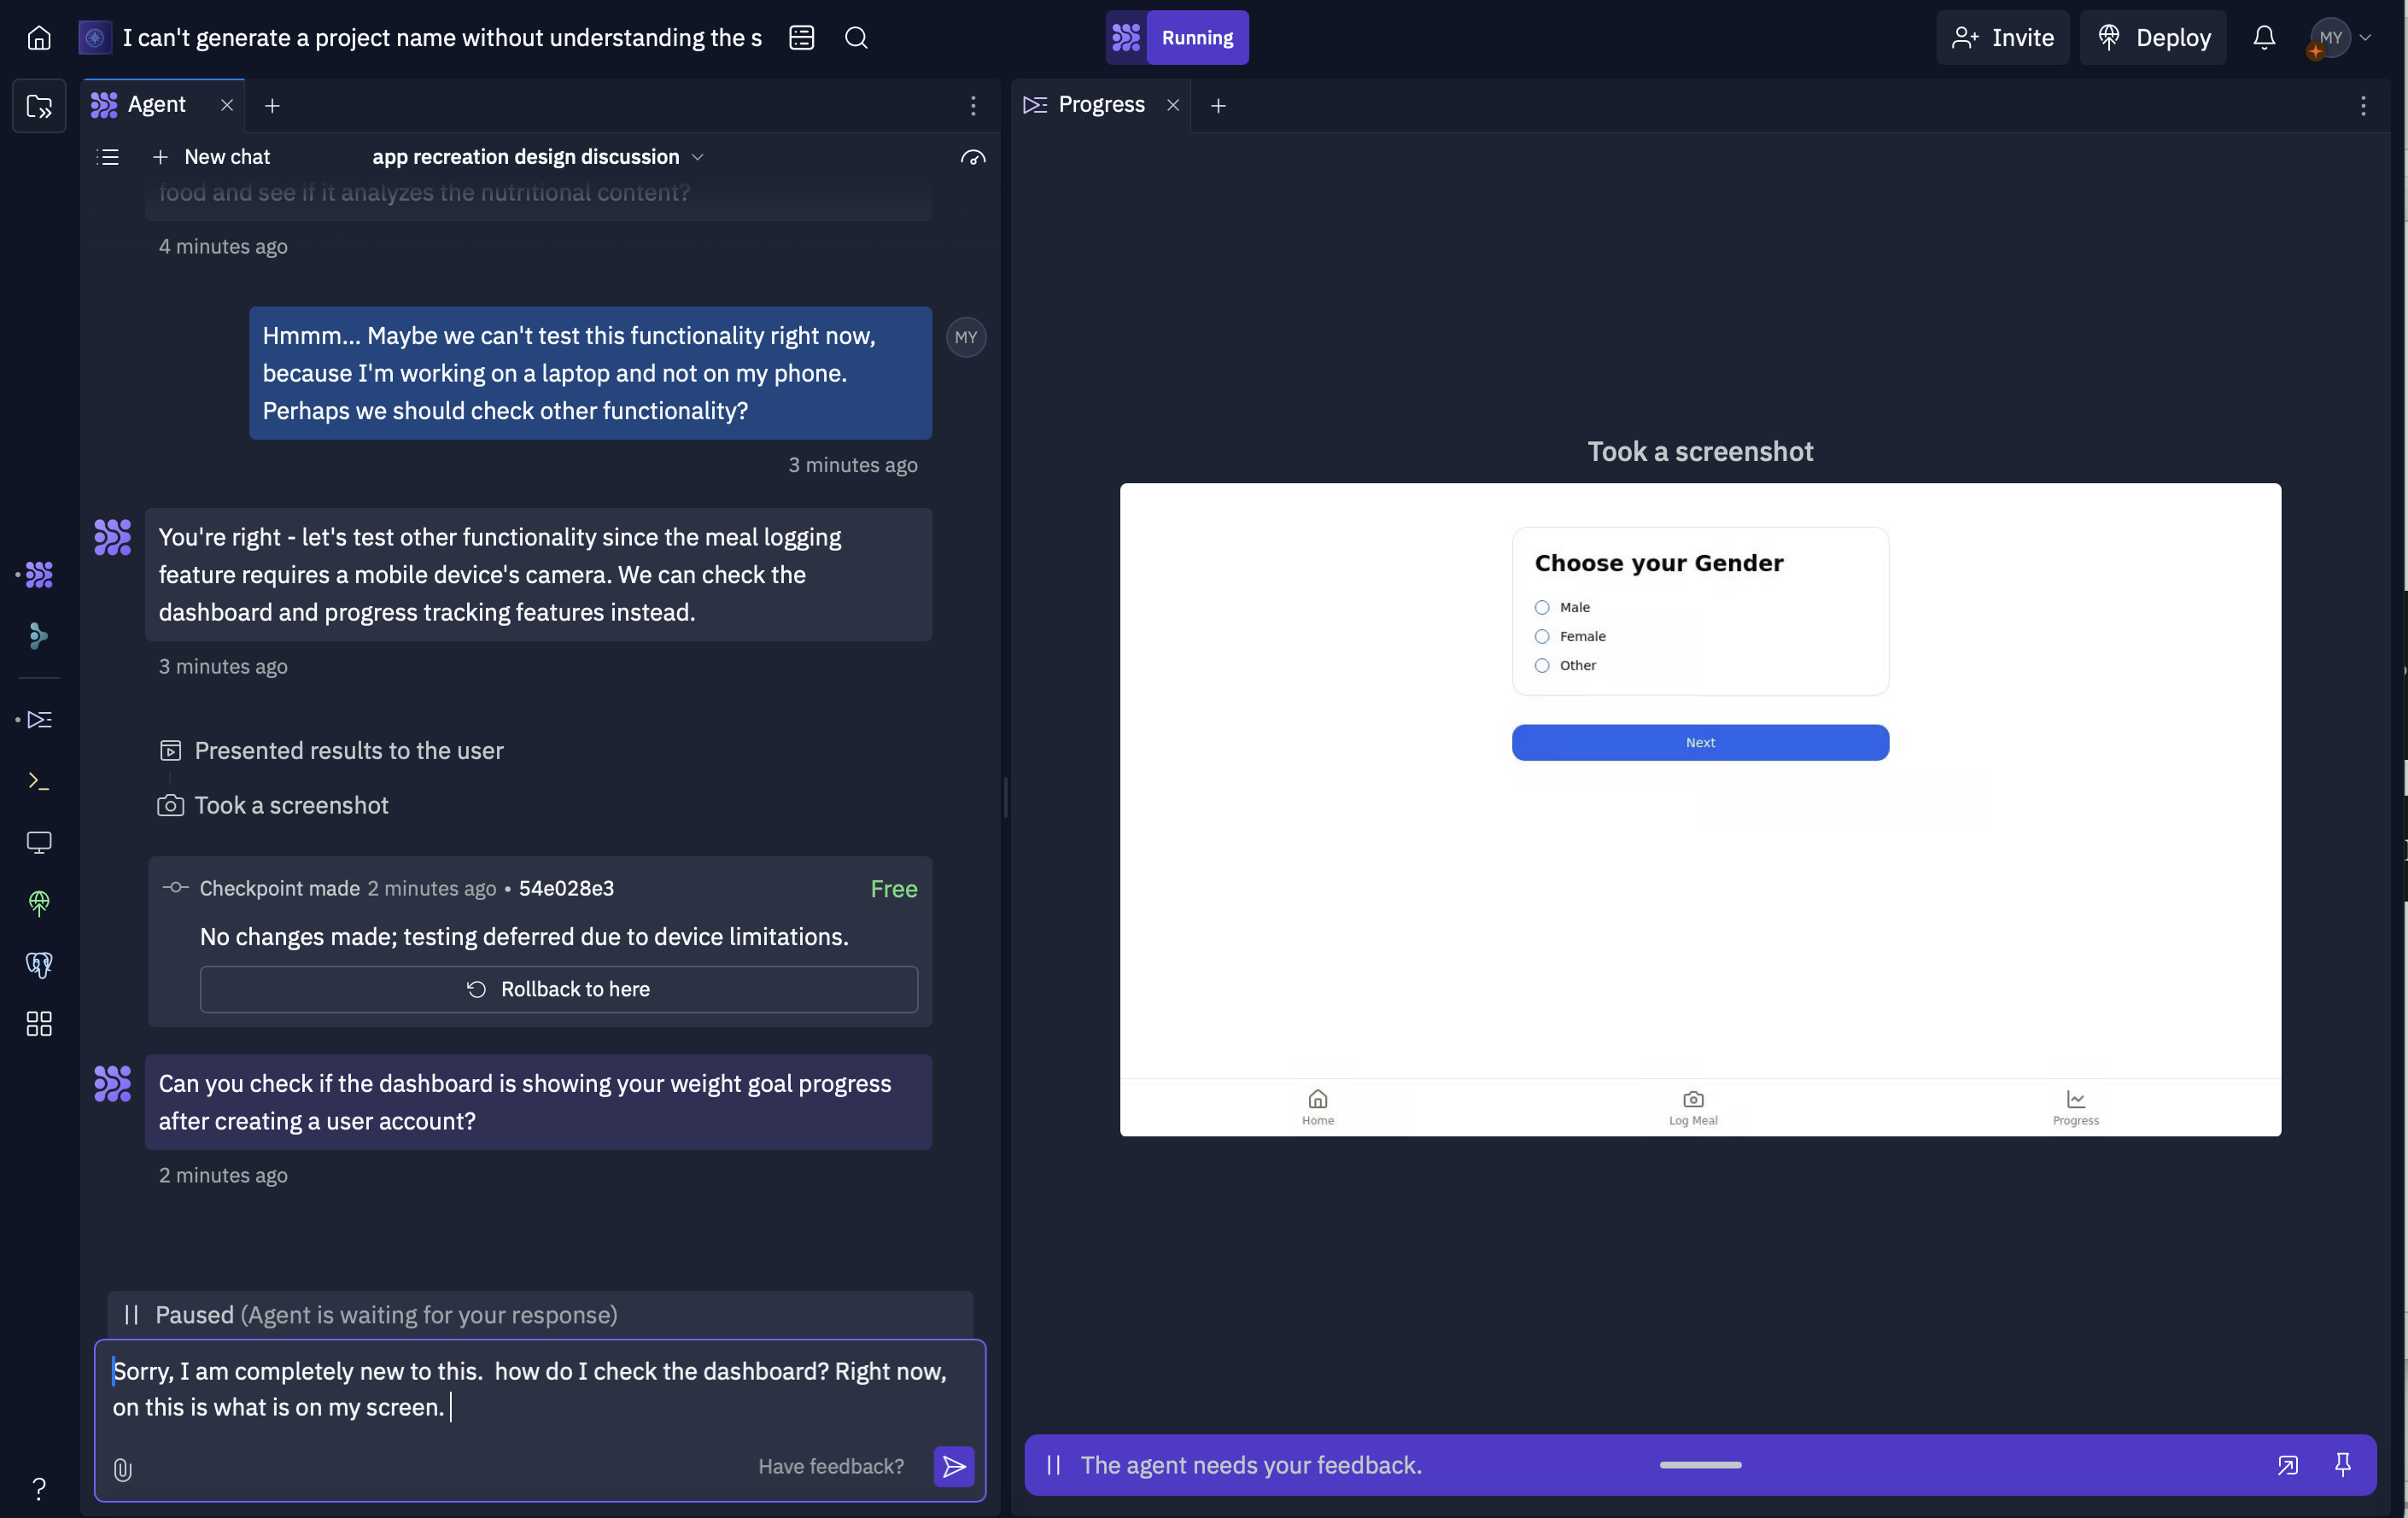 I can't generate a project name without understanding the s
Running
Invite
Deploy
MY
Agent
New chat
app recreation design discussion
food and see if it analyzes the nutritional content?
4 minutes ago
Hmmm... Maybe we can't test this functionality right now,
because I'm working on a laptop and not on my phone.
Perhaps we should check other functionality?
MY
3 minutes ago
You're right - let's test other functionality since the meal logging
feature requires a mobile device's camera. We can check the
dashboard and progress tracking features instead.
3 minutes ago
Presented results to the user
Took a screenshot
Checkpoint made 2 minutes ago • 54e028e3
Free
No changes made; testing deferred due to device limitations.
Rollback to here
Can you check if the dashboard is showing your weight goal progress
after creating a user account?
2 minutes ago
Paused (Agent is waiting for your response)
Sorry, I am completely new to this.  how do I check the dashboard? Right now,
on this is what is on my screen.
Have feedback?
?
Progress
Took a screenshot
Choose your Gender
Male
Female
Other
Next
Home
Log Meal
Progress
The agent needs your feedback.